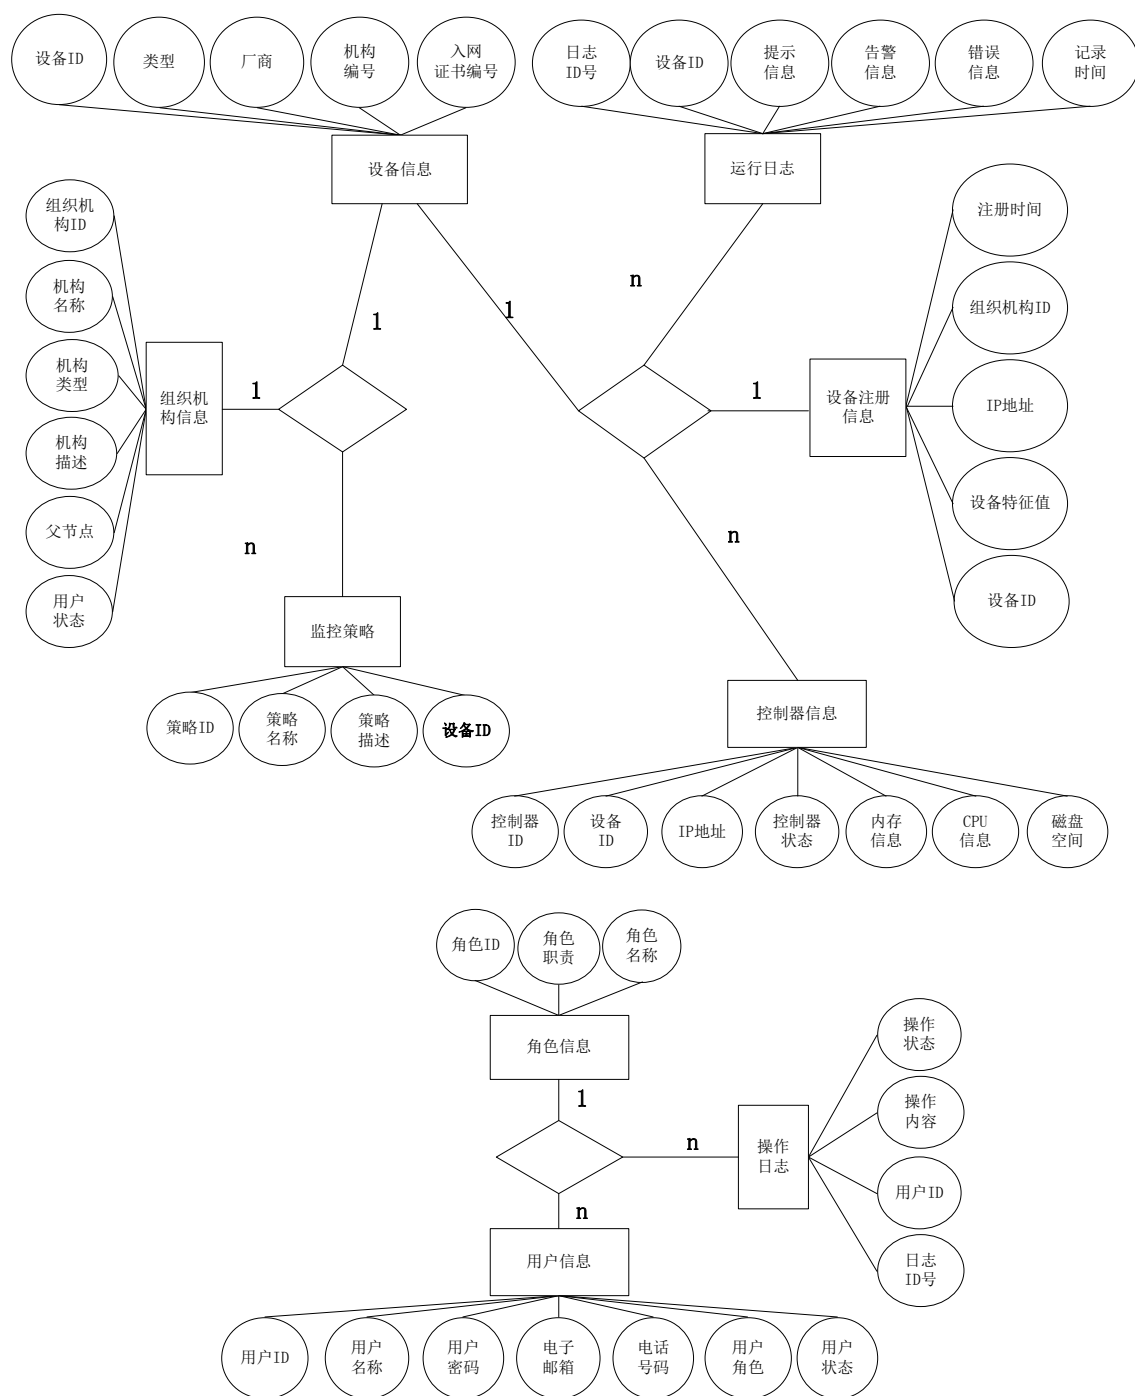 设备ID
类型
厂商
机构
编号
入网
证书编号
日志
ID号
设备ID
提示
信息
告警
信息
错误
信息
记录
时间
设备信息
运行日志
组织机
构ID
机构
名称
机构
类型
机构
描述
父节点
用户
状态
组织机
构信息
1
1
n
1
n
1
n
设备注册
信息
注册时间
组织机构ID
IP地址
设备特征值
设备ID
监控策略
策略ID
策略
名称
策略
描述
设备ID
控制器信息
控制器
ID
设备
ID
IP地址
控制器
状态
内存
信息
CPU
信息
磁盘
空间
角色ID
角色
职责
角色
名称
角色信息
1
n
n
操作
日志
操作
状态
操作
内容
用户ID
日志
ID号
用户信息
用户ID
用户
名称
用户
密码
电子
邮箱
电话
号码
用户
角色
用户
状态